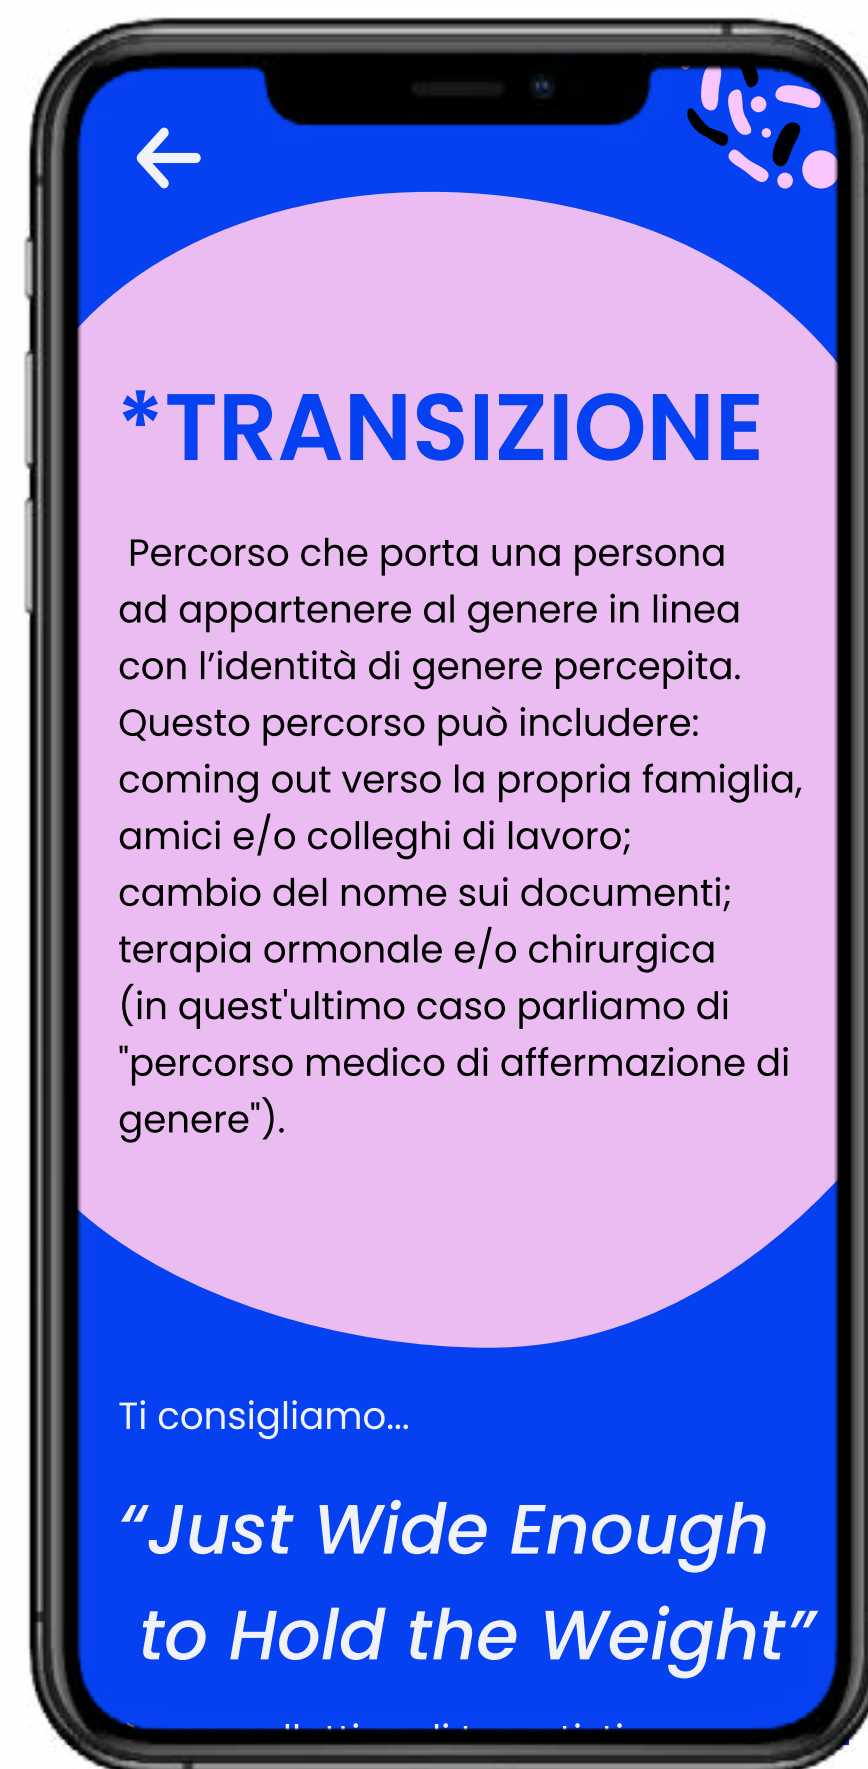 *TRANSIZIONE
Percorso che porta una persona
ad appartenere al genere in linea
con l’identità di genere percepita.
Questo percorso può includere:
coming out verso la propria famiglia,
amici e/o colleghi di lavoro;
cambio del nome sui documenti;
terapia ormonale e/o chirurgica
(in quest'ultimo caso parliamo di
"percorso medico di affermazione di
genere").
Ti consigliamo...
“Just Wide Enough
to Hold the Weight”